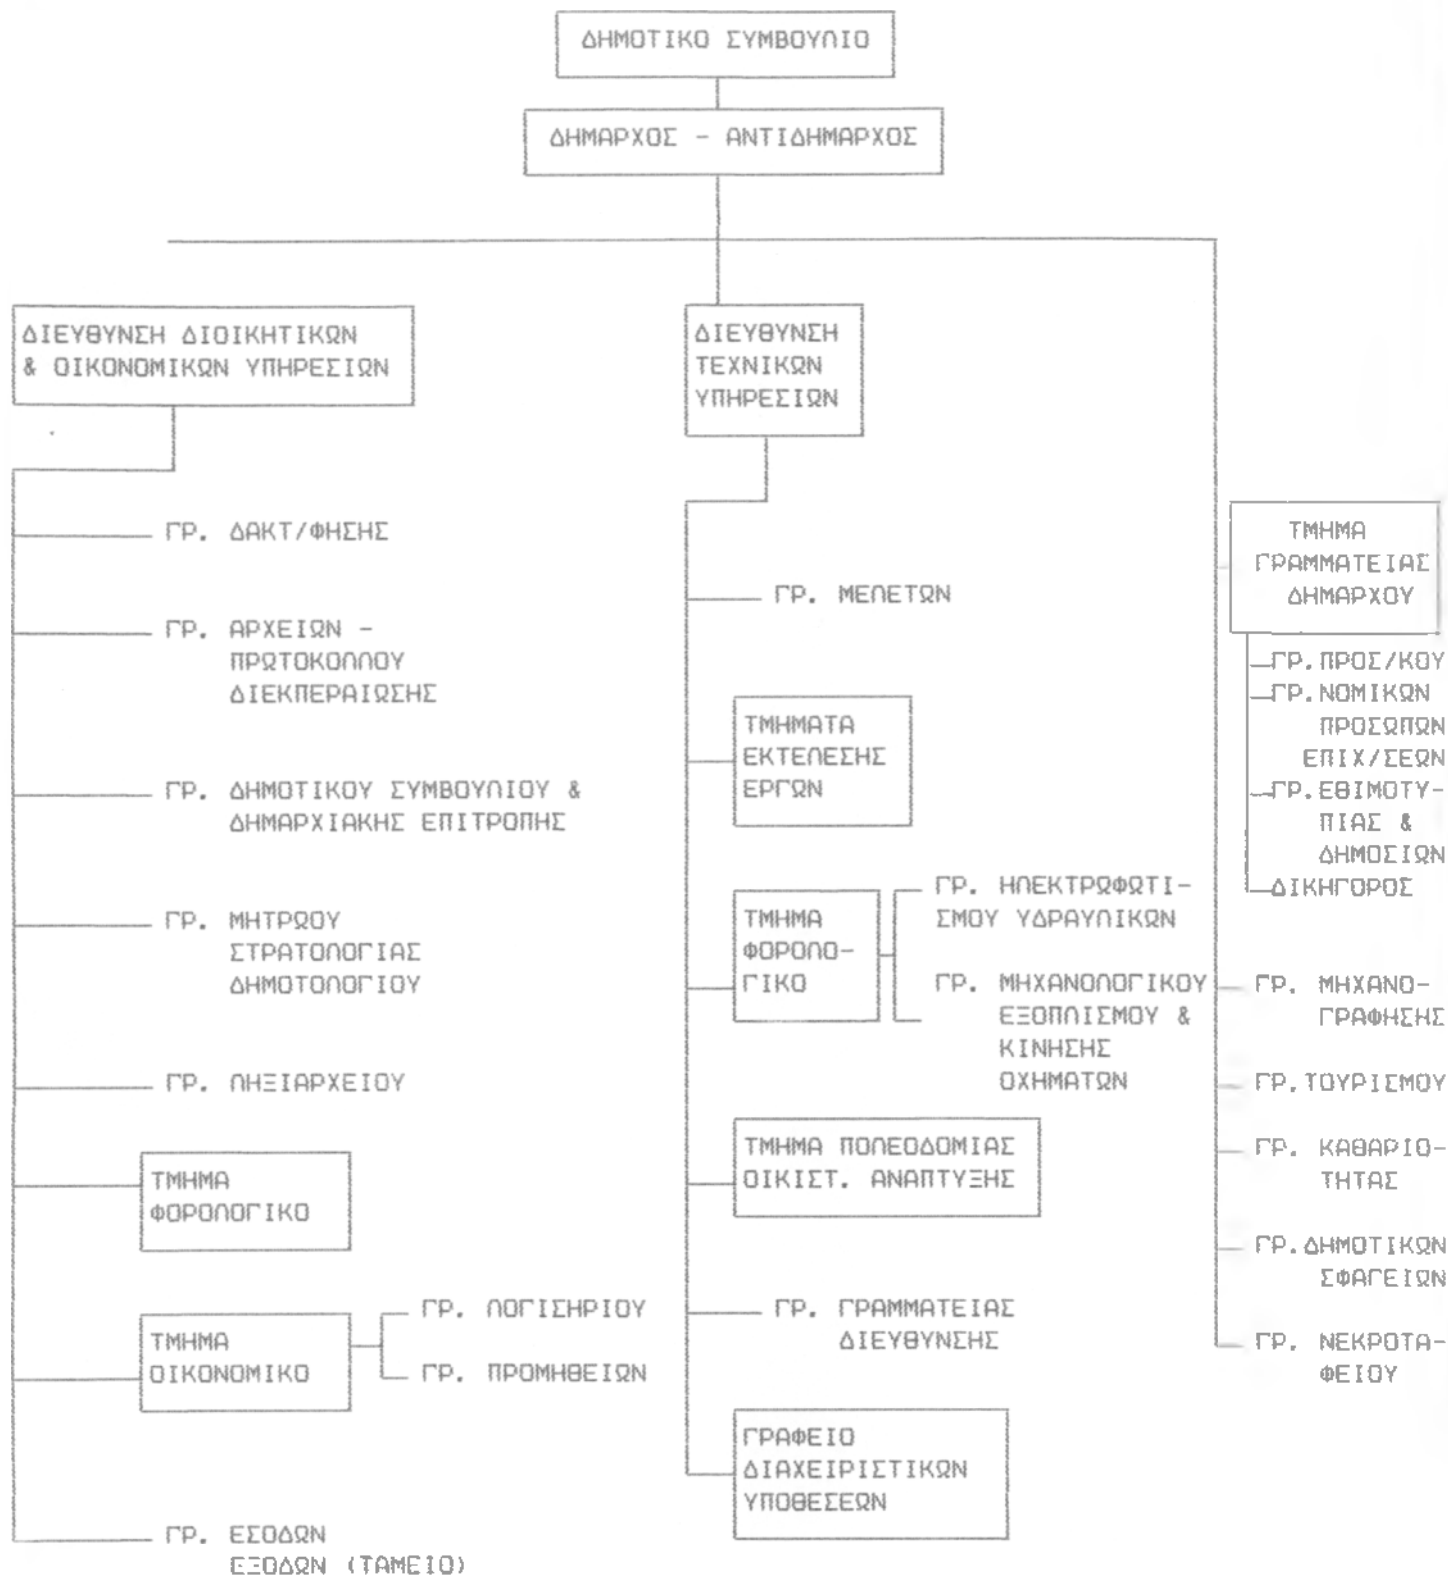 ΔΗΜΟΤΙΚΟ ΣΥΜΒΟΥΛΙΟ
ΔΗΜΑΡΧΟΣ - ΑΝΤΙΔΗΜΑΡΧΟΣ
ΔΙΕΥΘΥΝΣΗ ΔΙΟΙΚΗΤΙΚΩΝ
& ΟΙΚΟΝΟΜΙΚΩΝ ΥΠΗΡΕΣΙΩΝ
ΓΡ. ΔΑΚΤ/ΦΗΣΗΣ
ΓΡ. ΑΡΧΕΙΩΝ -
ΠΡΩΤΟΚΟΛΛΟΥ
ΔΙΕΚΠΕΡΑΙΩΣΗΣ
ΓΡ. ΔΗΜΟΤΙΚΟΥ ΣΥΜΒΟΥΛΙΟΥ &
ΔΗΜΑΡΧΙΑΚΗΣ ΕΠΙΤΡΟΠΗΣ
ΓΡ. ΜΗΤΡΩΟΥ
ΣΤΡΑΤΟΛΟΓΙΑΣ
ΔΗΜΟΤΟΛΟΓΙΟΥ
ΓΡ. ΛΗΞΙΑΡΧΕΙΟΥ
ΤΜΗΜΑ
ΦΟΡΟΛΟΓΙΚΟ
ΤΜΗΜΑ
ΟΙΚΟΝΟΜΙΚΟ
ΓΡ. ΛΟΓΙΣΗΡΙΟΥ
ΓΡ. ΠΡΟΜΗΘΕΙΩΝ
ΓΡ. ΕΣΟΔΩΝ
ΕΞΟΔΩΝ (ΤΑΜΕΙΟ)
ΔΙΕΥΘΥΝΣΗ
ΤΕΧΝΙΚΩΝ
ΥΠΗΡΕΣΙΩΝ
ΓΡ. ΜΕΛΕΤΩΝ
ΤΜΗΜΑΤΑ
ΕΚΤΕΛΕΣΗΣ
ΕΡΓΩΝ
ΤΜΗΜΑ
ΦΟΡΟΛΟ-
ΓΙΚΟ
ΓΡ. ΗΛΕΚΤΡΩΦΩΤΙ-
ΣΜΟΥ ΥΔΡΑΥΛΙΚΩΝ
ΓΡ. ΜΗΧΑΝΟΛΟΓΙΚΟΥ
ΕΞΟΠΛΙΣΜΟΥ &
ΚΙΝΗΣΗΣ
ΟΧΗΜΑΤΩΝ
ΤΜΗΜΑ ΠΟΛΕΟΔΟΜΙΑΣ
ΟΙΚΙΣΤ. ΑΝΑΠΤΥΞΗΣ
ΓΡ. ΓΡΑΜΜΑΤΕΙΑΣ
ΔΙΕΥΘΥΝΣΗΣ
ΓΡΑΦΕΙΟ
ΔΙΑΧΕΙΡΙΣΤΙΚΩΝ
ΥΠΟΘΕΣΕΩΝ
ΤΜΗΜΑ
ΓΡΑΜΜΑΤΕΙΑΣ
ΔΗΜΑΡΧΟΥ
ΓΡ.ΠΡΟΣ/ΚΟΥ
ΓΡ.ΝΟΜΙΚΩΝ
ΠΡΟΣΩΠΩΝ
ΕΠΙΧ/ΣΕΩΝ
ΓΡ.ΕΘΙΜΟΤΥ-
ΠΙΑΣ &
ΔΗΜΟΣΙΩΝ
ΔΙΚΗΓΟΡΟΣ
ΓΡ. ΜΗΧΑΝΟ-
ΓΡΑΦΗΣΗΣ
ΓΡ.ΤΟΥΡΙΣΜΟΥ
ΓΡ. ΚΑΘΑΡΙΟ-
ΤΗΤΑΣ
ΓΡ.ΔΗΜΟΤΙΚΩΝ
ΣΦΑΓΕΙΩΝ
ΓΡ. ΝΕΚΡΟΤΑ-
ΦΕΙΟΥ